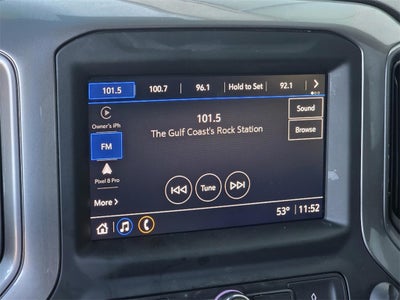 101.5 100.7 96.1 Hold to Set 92.1
Owner's iPh
FM
Pixel 8 Pro
More
101.5
The Gulf Coast's Rock Station
Tune
Sound
Browse
53° 11:52